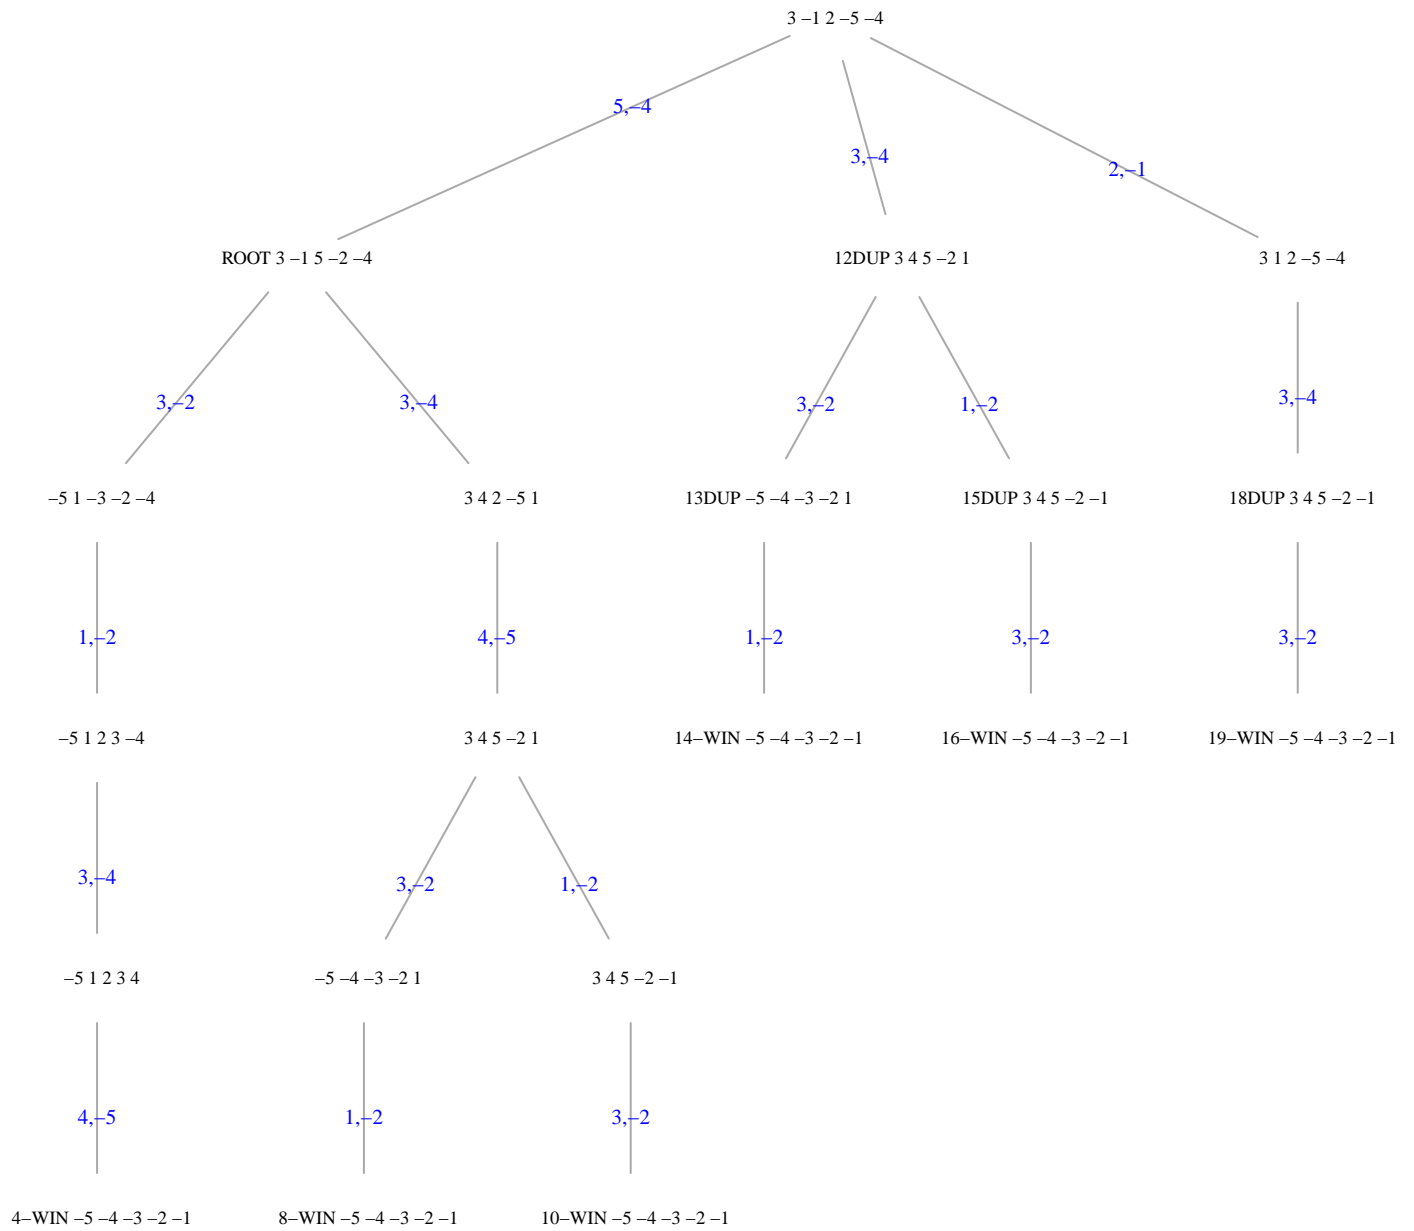 3 –1 2 –5 –4
5,–4
3,–4
2,–1
ROOT 3 –1 5 –2 –4
12DUP 3 4 5 –2 1
3 1 2 –5 –4
3,–2
3,–4
3,–2
1,–2
3,–4
–5 1 –3 –2 –4
3 4 2 –5 1
13DUP –5 –4 –3 –2 1
15DUP 3 4 5 –2 –1
18DUP 3 4 5 –2 –1
1,–2
4,–5
1,–2
3,–2
3,–2
–5 1 2 3 –4
3 4 5 –2 1
14–WIN –5 –4 –3 –2 –1
16–WIN –5 –4 –3 –2 –1
19–WIN –5 –4 –3 –2 –1
3,–4
3,–2
1,–2
–5 1 2 3 4
–5 –4 –3 –2 1
3 4 5 –2 –1
4,–5
1,–2
3,–2
4–WIN –5 –4 –3 –2 –1
8–WIN –5 –4 –3 –2 –1
10–WIN –5 –4 –3 –2 –1